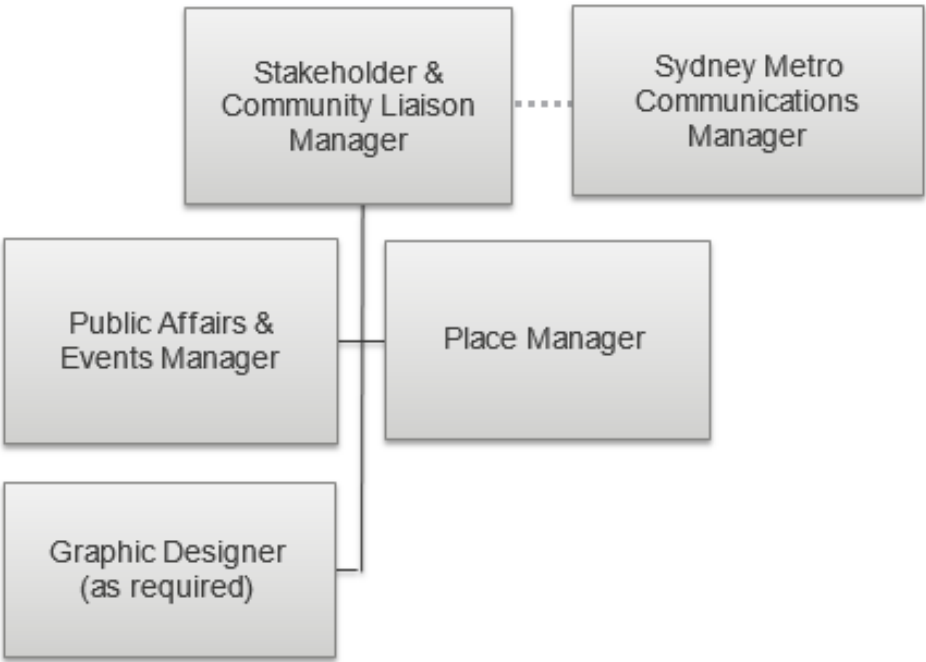 Stakeholder &
Community Liaison
Manager
Sydney Metro
Communications
Manager
Public Affairs &
Events Manager
Place Manager
Graphic Designer
(as required)